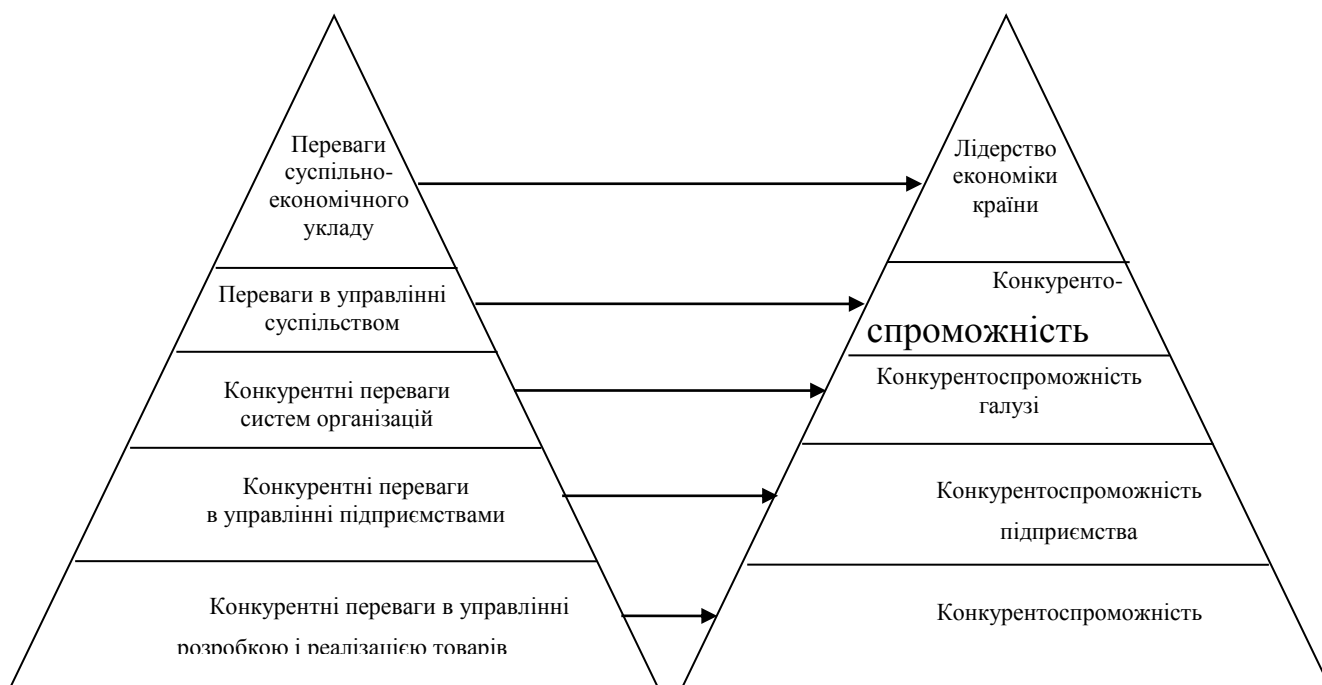 Переваги
суспільно-
економічного
укладу
Переваги в управлінні
суспільством
Конкурентні переваги
систем організацій
Конкурентні переваги
в управлінні підприємствами
Конкурентні переваги в управлінні
розробкою і реалізацією товарів
Лідерство
економіки
країни
Конкуренто-
спроможність
Конкурентоспроможність
галузі
Конкурентоспроможність
підприємства
Конкурентоспроможність